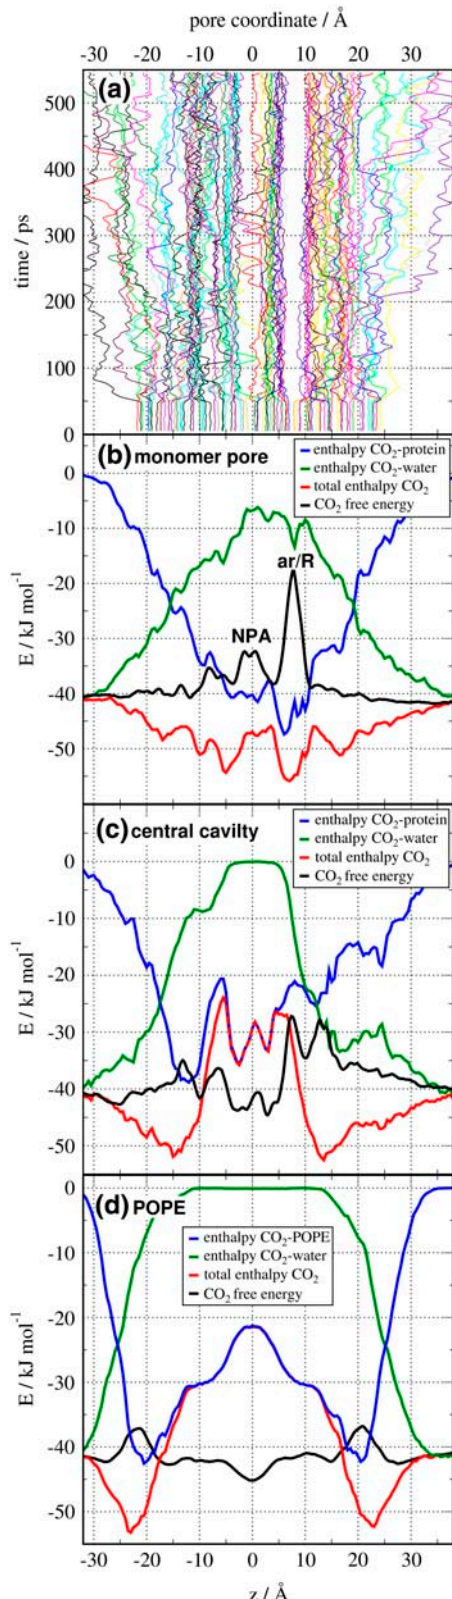 pore coordinate / Å
-30 -20 -10 0 10 20 30
(a)
500
400
300
200
100
0
time / ps
(b) monomer pore
enthalpy CO2-protein
enthalpy CO2-water
total enthalpy CO2
CO2 free energy
0
-10
-20
-30
-40
-50
E / kJ mol-1
NPA
ar/R
(c) central cavilty
enthalpy CO2-protein
enthalpy CO2-water
total enthalpy CO2
CO2 free energy
0
-10
-20
-30
-40
-50
E / kJ mol-1
(d) POPE
enthalpy CO2-POPE
enthalpy CO2-water
total enthalpy CO2
CO2 free energy
0
-10
-20
-30
-40
-50
E / kJ mol-1
-30 -20 -10 0 10 20 30
z / Å